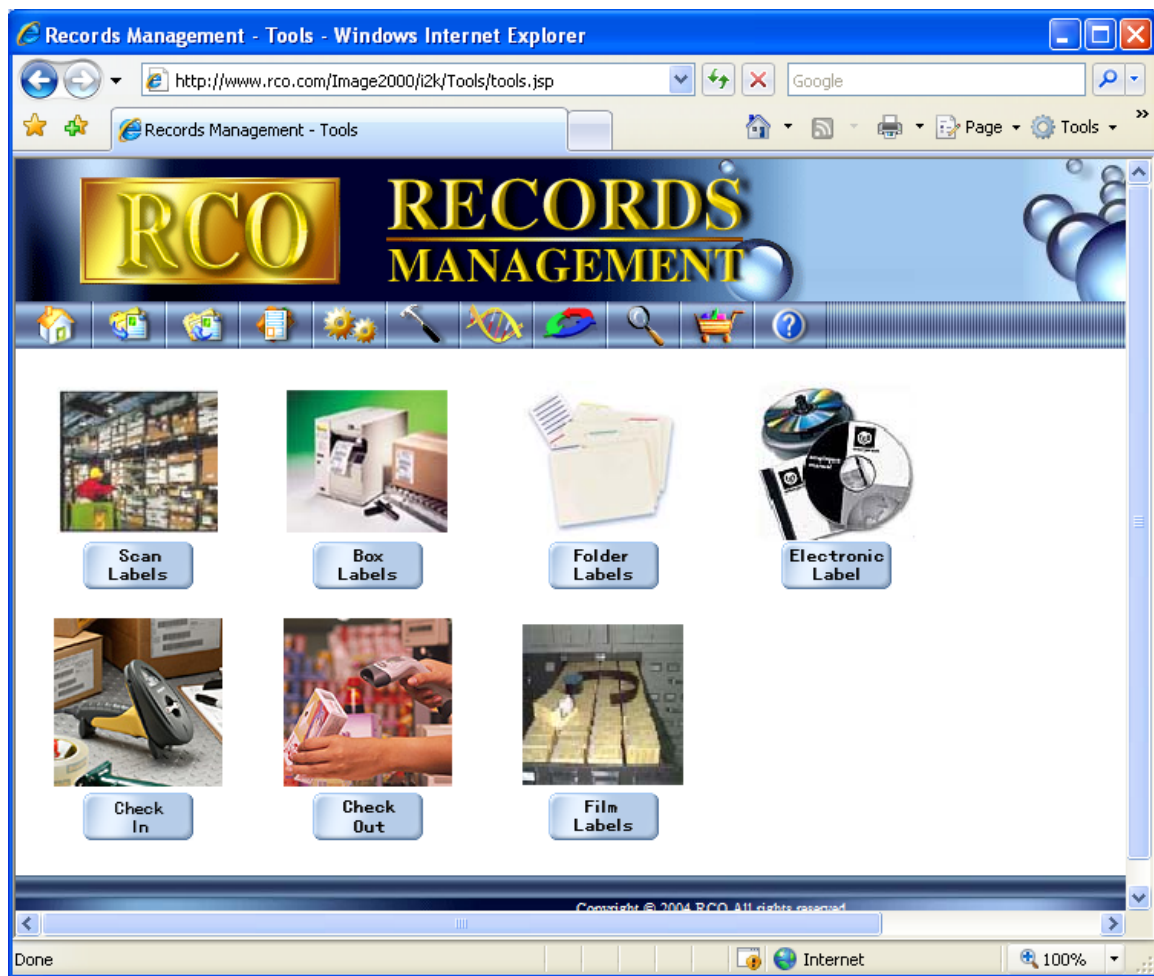 Records Management - Tools - Windows Internet Explorer
http://www.rco.com/Image2000/i2k/Tools/tools.jsp
Google
Records Management - Tools
Page
Tools
RCO
RECORDS
MANAGEMENT
Scan
Labels
Box
Labels
Folder
Labels
Electronic
Label
Check
In
Check
Out
Film
Labels
Copyright © 2004 RCO All rights reserved
Done
Internet
100%